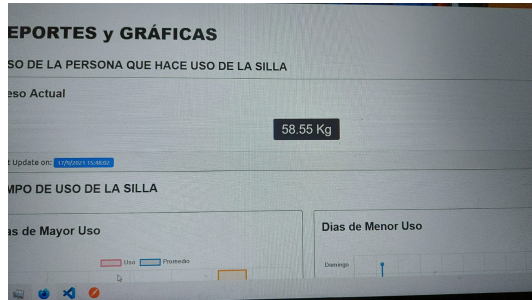 EPORTES y GRÁFICAS
SO DE LA PERSONA QUE HACE USO DE LA SILLA
eso Actual
58.55 Kg
t Update on: 17/9/2021 15:46:02
MPO DE USO DE LA SILLA
as de Mayor Uso
Dias de Menor Uso
Uso Promedio
Domingo